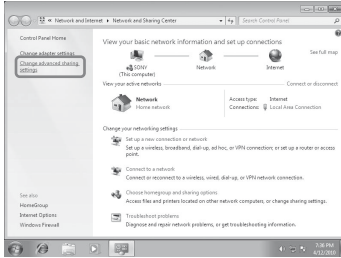 « Network and Internet ▸ Network and Sharing Center
Search Control Panel
Control Panel Home
Change adapter settings
Change advanced sharing
settings
See also
HomeGroup
Internet Options
Windows Firewall
View your basic network information and set up connections
See full map
SONY
(This computer)
Network
Internet
View your active networks
Connect or disconnect
Network
Home network
Access type: Internet
Connections: Local Area Connection
Change your networking settings
Set up a new connection or network
Set up a wireless, broadband, dial-up, ad hoc, or VPN connection; or set up a router or access
point.
Connect to a network
Connect or reconnect to a wireless, wired, dial-up, or VPN network connection.
Choose homegroup and sharing options
Access files and printers located on other network computers, or change sharing settings.
Troubleshoot problems
Diagnose and repair network problems, or get troubleshooting information.
7:36 PM
4/12/2010